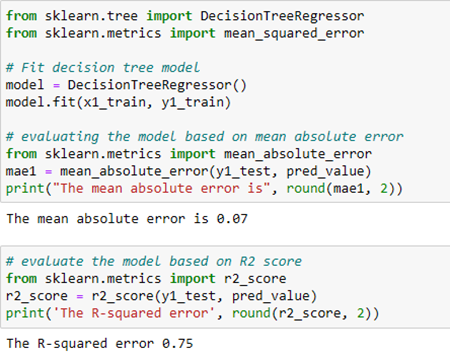 from sklearn.tree import DecisionTreeRegressor
from sklearn.metrics import mean_squared_error
# Fit decision tree model
model = DecisionTreeRegressor()
model.fit(x1_train, y1_train)
# evaluating the model based on mean absolute error
from sklearn.metrics import mean_absolute_error
mae1 = mean_absolute_error(y1_test, pred_value)
print("The mean absolute error is", round(mae1, 2))
The mean absolute error is 0.07
# evaluate the model based on R2 score
from sklearn.metrics import r2_score
r2_score = r2_score(y1_test, pred_value)
print('The R-squared error', round(r2_score, 2))
The R-squared error 0.75